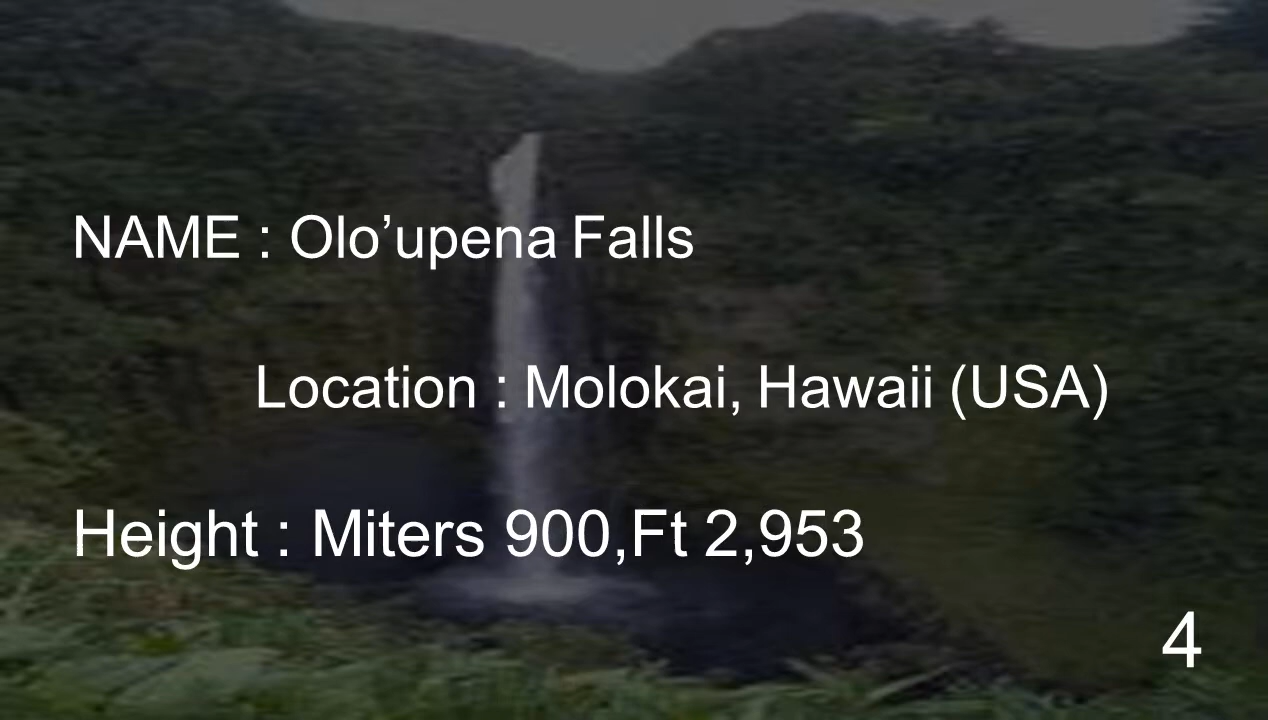 NAME : Olo’upena Falls
Location : Molokai, Hawaii (USA)
Height : Miters 900,Ft 2,953
4